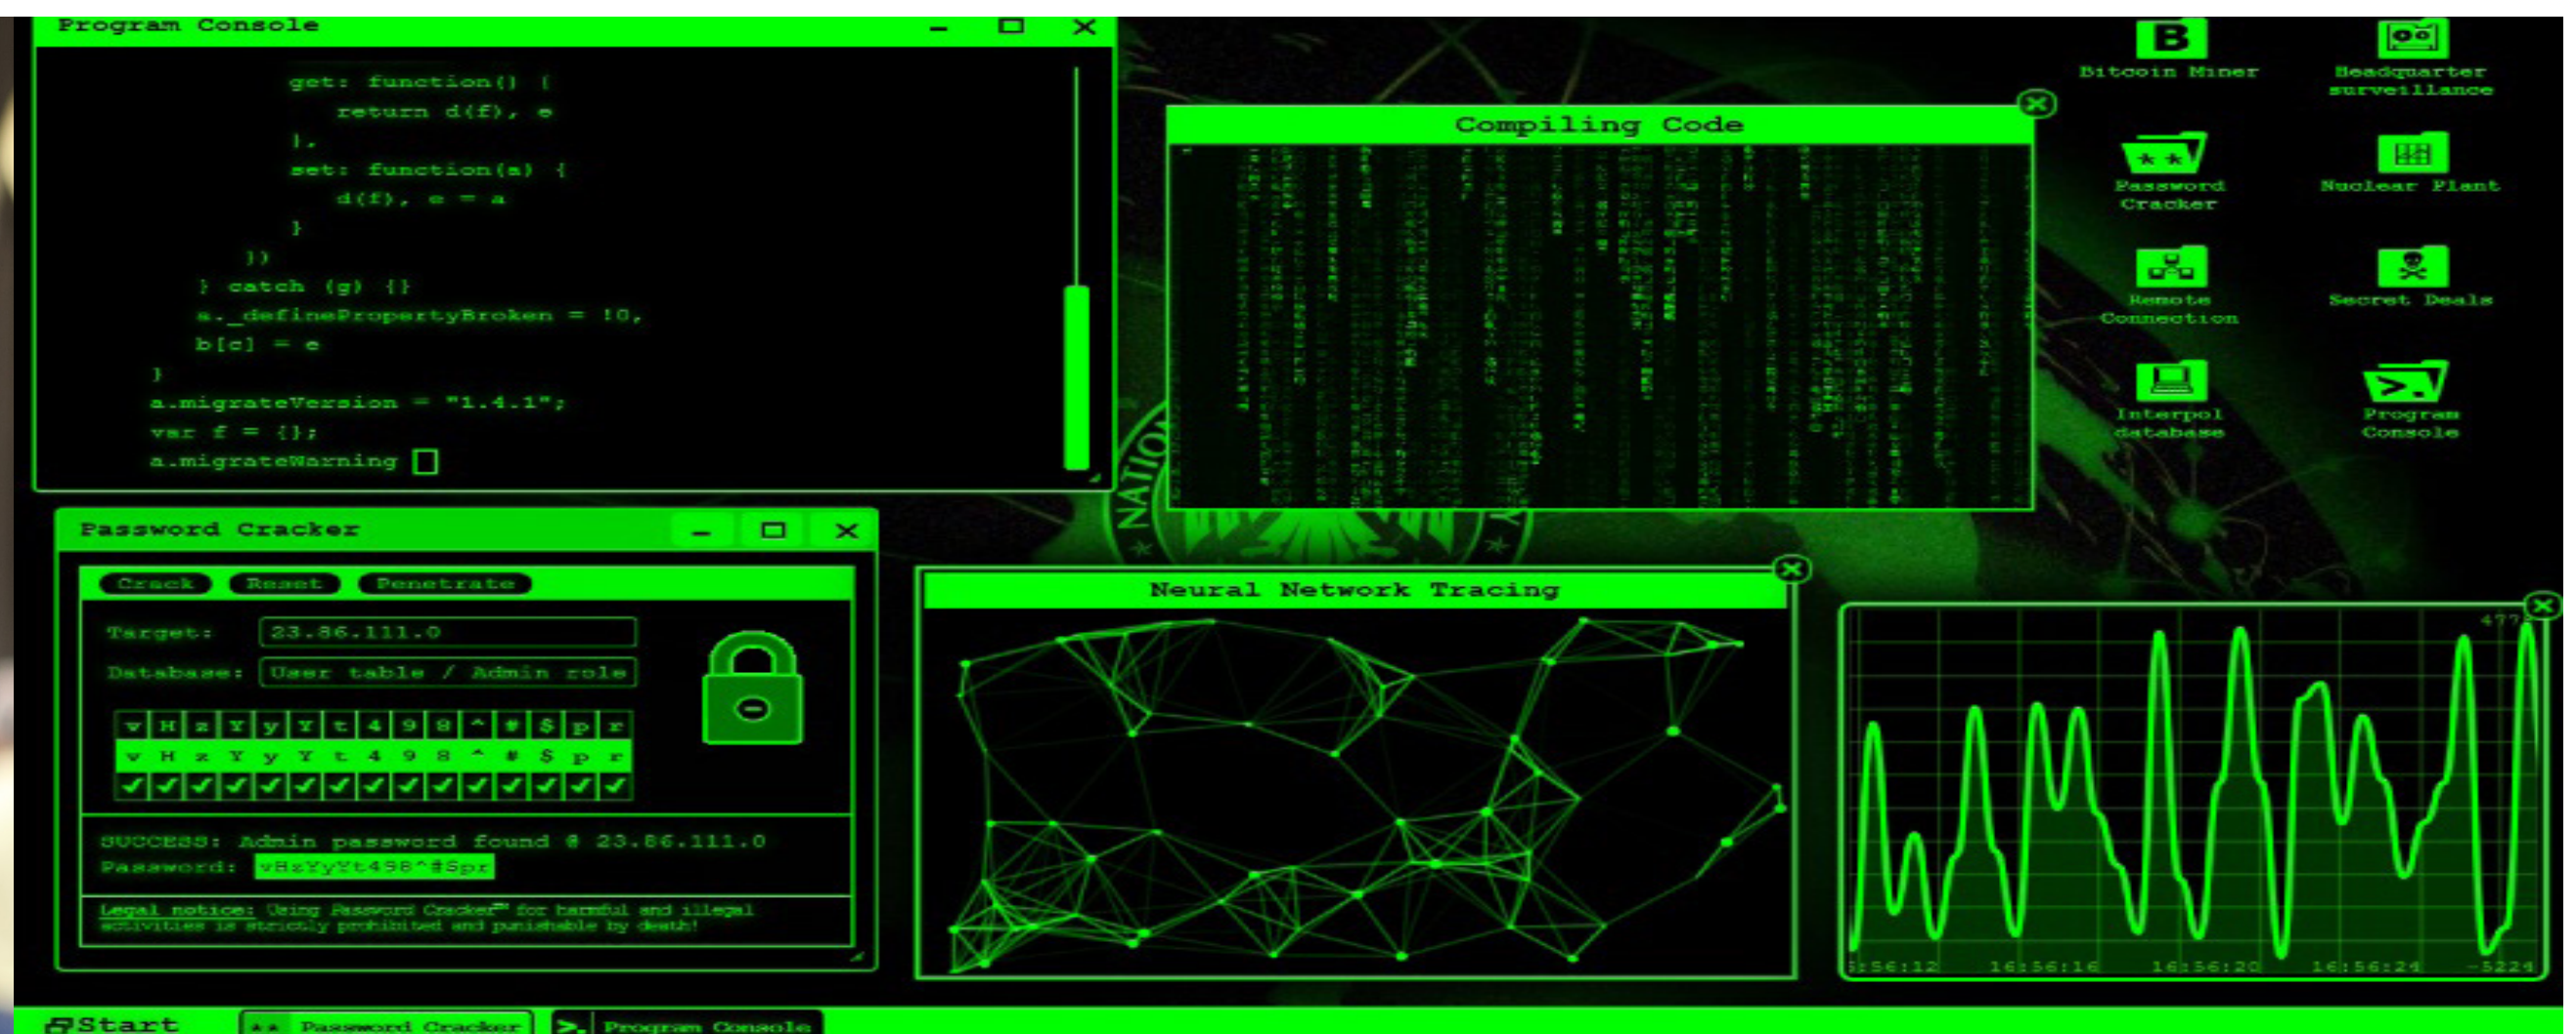 Program Console
get: function() {
return d(f), e
},
set: function(a) {
d(f), e = a
}
})
} catch (g) {}
a._definePropertyBroken = !0,
b[c] = e
}
a.migrateVersion = "1.4.1";
var f = {};
a.migrateWarning
Compiling Code
B
Bitcoin Miner
Headquarter
surveillance
**
Password
Cracker
Nuclear Plant
Remote
Connection
Secret Deals
Interpol
database
>.
Program
Console
NATION
Y
Password Cracker
Crack Reset Penetrate
Target: 23.86.111.0
Database: User table / Admin role
v H z Y y Y t 4 9 8 ^ # $ p r
v H z Y y Y t 4 9 8 ^ # $ p r
✓ ✓ ✓ ✓ ✓ ✓ ✓ ✓ ✓ ✓ ✓ ✓ ✓ ✓ ✓
SUCCESS: Admin password found @ 23.86.111.0
Password: vHzYyYt498^#$pr
Legal notice: Using Password Cracker™ for harmful and illegal
activities is strictly prohibited and punishable by death!
Neural Network Tracing
477
:56:12 16:56:16 16:56:20 16:56:24 -5224
Start ** Password Cracker >. Program Console